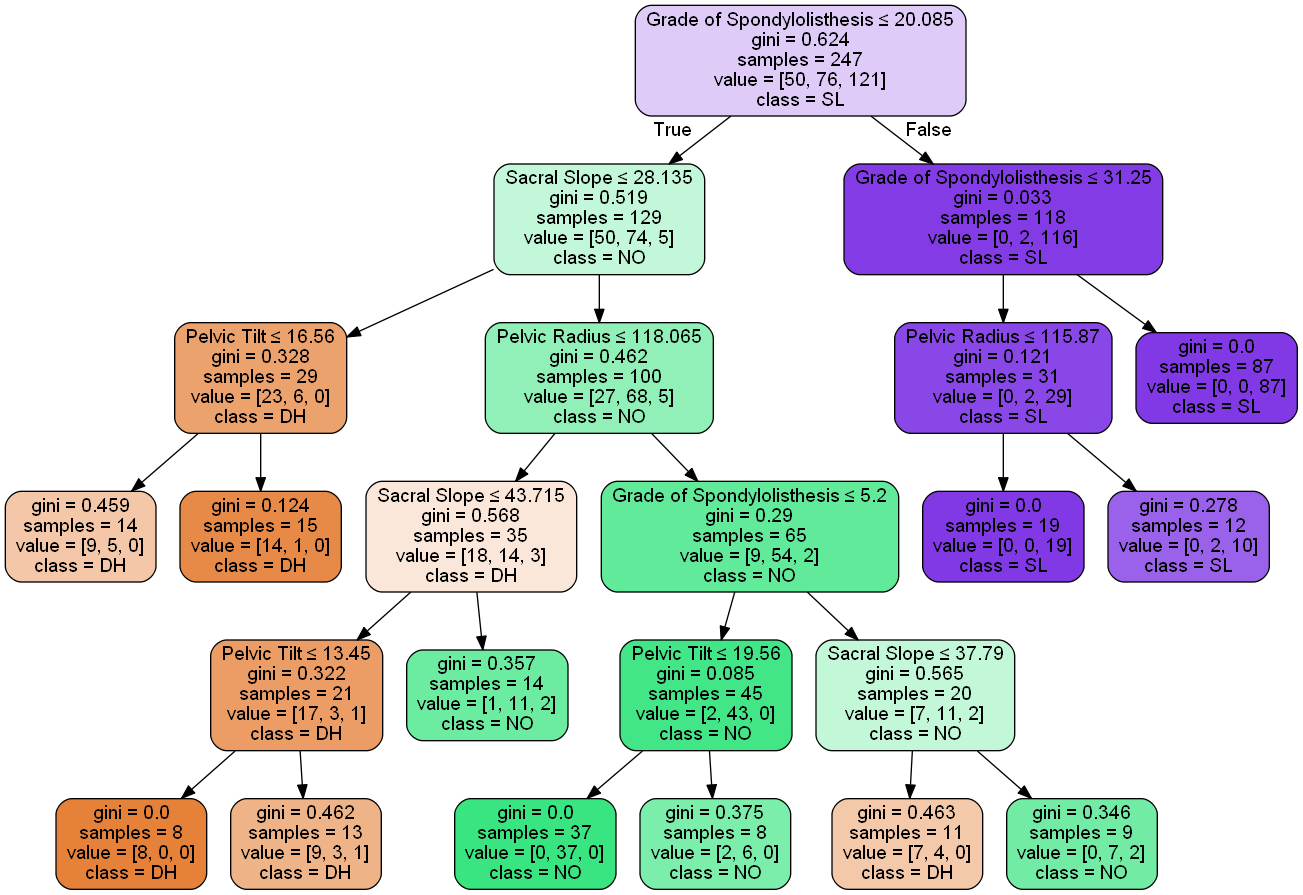 Grade of Spondylolisthesis ≤ 20.085
gini = 0.624
samples = 247
value = [50, 76, 121]
class = SL
True
False
Sacral Slope ≤ 28.135
gini = 0.519
samples = 129
value = [50, 74, 5]
class = NO
Grade of Spondylolisthesis ≤ 31.25
gini = 0.033
samples = 118
value = [0, 2, 116]
class = SL
Pelvic Tilt ≤ 16.56
gini = 0.328
samples = 29
value = [23, 6, 0]
class = DH
Pelvic Radius ≤ 118.065
gini = 0.462
samples = 100
value = [27, 68, 5]
class = NO
Pelvic Radius ≤ 115.87
gini = 0.121
samples = 31
value = [0, 2, 29]
class = SL
gini = 0.0
samples = 87
value = [0, 0, 87]
class = SL
gini = 0.459
samples = 14
value = [9, 5, 0]
class = DH
gini = 0.124
samples = 15
value = [14, 1, 0]
class = DH
Sacral Slope ≤ 43.715
gini = 0.568
samples = 35
value = [18, 14, 3]
class = DH
Grade of Spondylolisthesis ≤ 5.2
gini = 0.29
samples = 65
value = [9, 54, 2]
class = NO
gini = 0.0
samples = 19
value = [0, 0, 19]
class = SL
gini = 0.278
samples = 12
value = [0, 2, 10]
class = SL
Pelvic Tilt ≤ 13.45
gini = 0.322
samples = 21
value = [17, 3, 1]
class = DH
gini = 0.357
samples = 14
value = [1, 11, 2]
class = NO
Pelvic Tilt ≤ 19.56
gini = 0.085
samples = 45
value = [2, 43, 0]
class = NO
Sacral Slope ≤ 37.79
gini = 0.565
samples = 20
value = [7, 11, 2]
class = NO
gini = 0.0
samples = 8
value = [8, 0, 0]
class = DH
gini = 0.462
samples = 13
value = [9, 3, 1]
class = DH
gini = 0.0
samples = 37
value = [0, 37, 0]
class = NO
gini = 0.375
samples = 8
value = [2, 6, 0]
class = NO
gini = 0.463
samples = 11
value = [7, 4, 0]
class = DH
gini = 0.346
samples = 9
value = [0, 7, 2]
class = NO